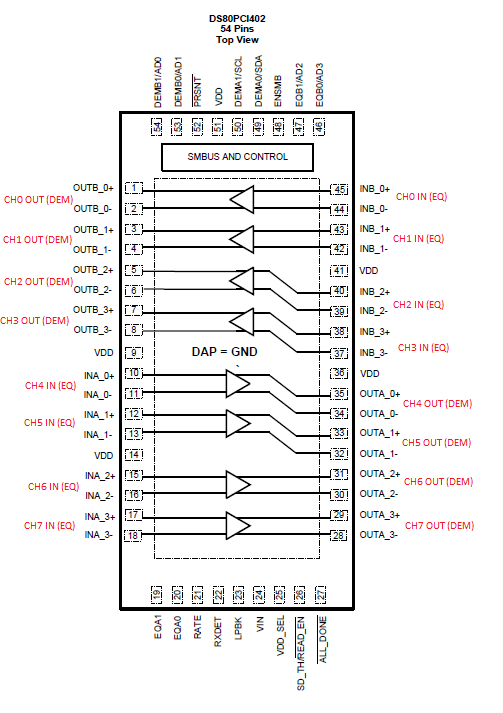 DS80PCI402
54 Pins
Top View
DEMB1/AD0
DEMB0/AD1
PRSNT
VDD
DEMA1/SCL
DEMA0/SDA
ENSMB
EQB1/AD2
EQB0/AD3
54 53 52 51 50 49 48 47 46
SMBUS AND CONTROL
OUTB_0+ 1 45 INB_0+
CH0 OUT (DEM) CH0 IN (EQ)
OUTB_0- 2 44 INB_0-
OUTB_1+ 3 43 INB_1+
CH1 OUT (DEM) CH1 IN (EQ)
OUTB_1- 4 42 INB_1-
OUTB_2+ 5 41 VDD
CH2 OUT (DEM)
OUTB_2- 6 40 INB_2+
CH2 IN (EQ)
OUTB_3+ 7 39 INB_2-
CH3 OUT (DEM)
OUTB_3- 8 38 INB_3+
CH3 IN (EQ)
VDD 9 DAP = GND 37 INB_3-
INA_0+ 10 36 VDD
CH4 IN (EQ)
INA_0- 11 35 OUTA_0+
CH4 OUT (DEM)
INA_1+ 12 34 OUTA_0-
CH5 IN (EQ)
INA_1- 13 33 OUTA_1+
CH5 OUT (DEM)
VDD 14 32 OUTA_1-
INA_2+ 15 31 OUTA_2+
CH6 IN (EQ) CH6 OUT (DEM)
INA_2- 16 30 OUTA_2-
INA_3+ 17 29 OUTA_3+
CH7 IN (EQ) CH7 OUT (DEM)
INA_3- 18 28 OUTA_3-
19 20 21 22 23 24 25 26 27
EQA1
EQA0
RATE
RXDET
LPBK
VIN
VDD_SEL
SD_TH/READ_EN
ALL_DONE